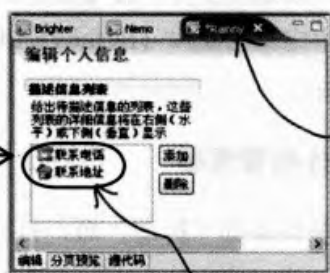 Brighter Nemo *Ranny
编辑个人信息
描述信息列表
给出待描述信息的列表，这些
列表的详细信息将在右侧（水
平）或下侧（垂直）显示
联系电话 添加
联系地址 删除
编辑 分页预览 源代码